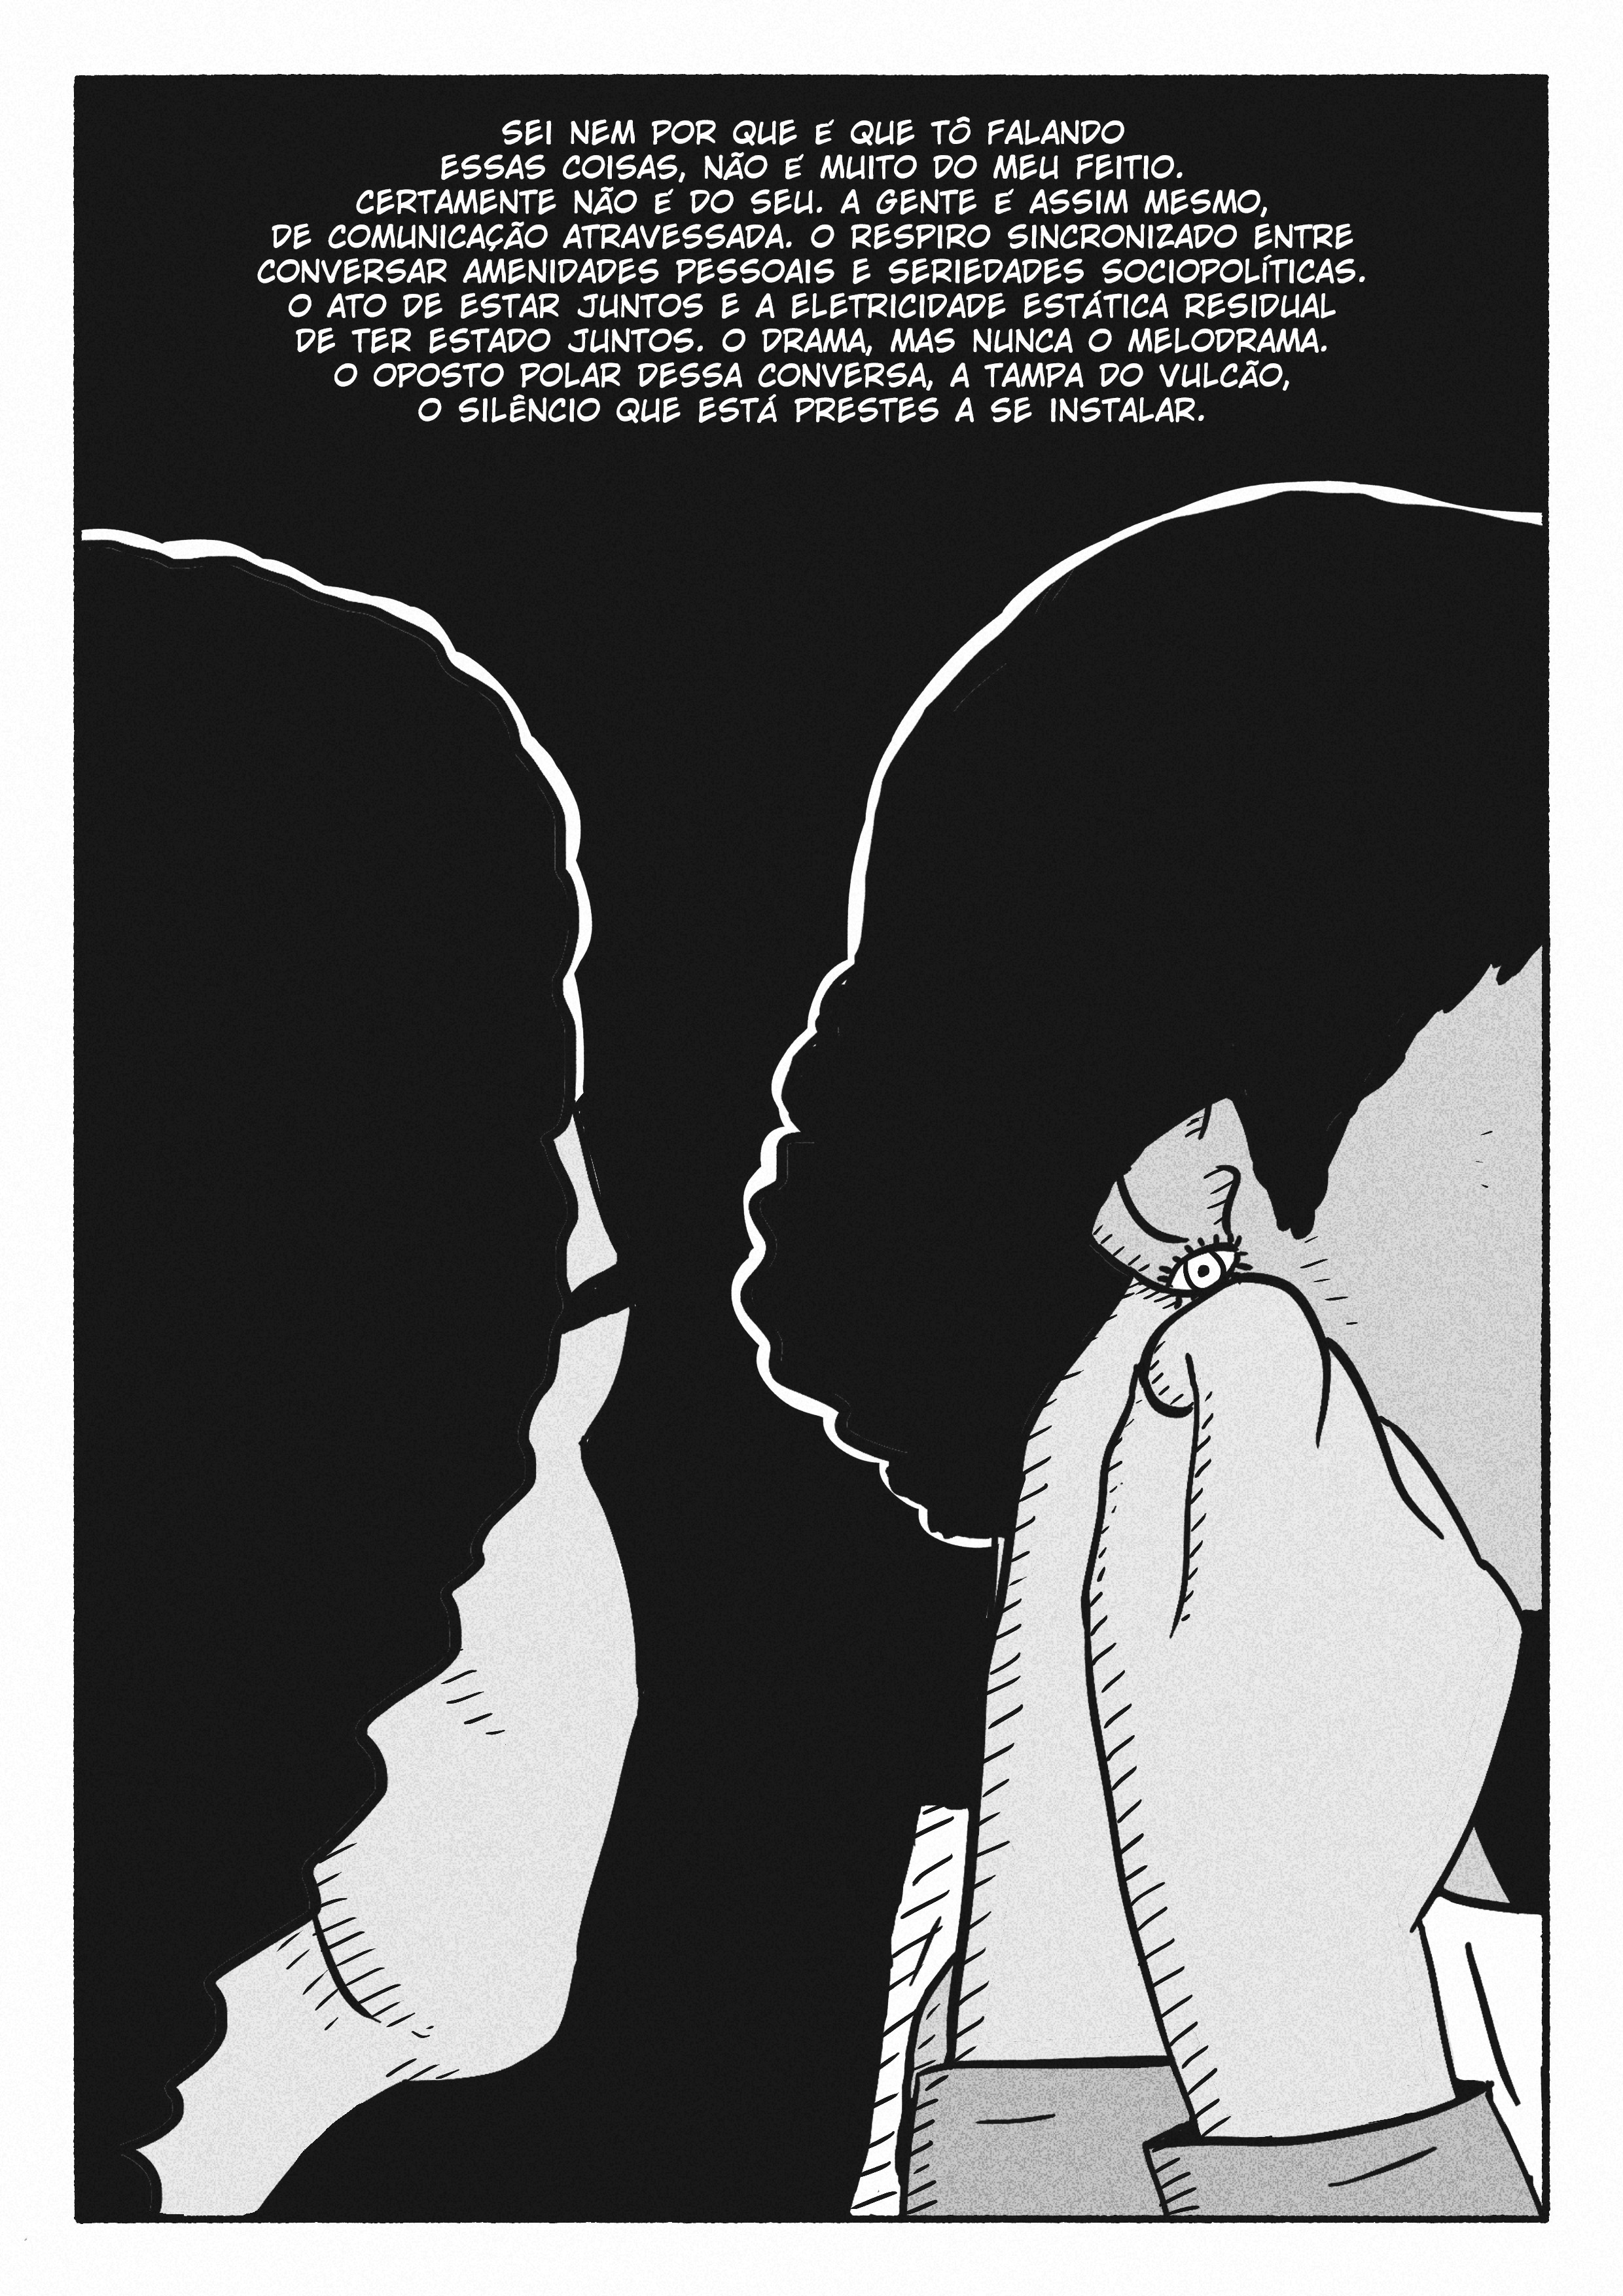 SEI NEM POR QUE É QUE TÔ FALANDO
ESSAS COISAS, NÃO É MUITO DO MEU FEITIO.
CERTAMENTE NÃO É DO SEU. A GENTE É ASSIM MESMO,
DE COMUNICAÇÃO ATRAVESSADA. O RESPIRO SINCRONIZADO ENTRE
CONVERSAR AMENIDADES PESSOAIS E SERIEDADES SOCIOPOLÍTICAS.
O ATO DE ESTAR JUNTOS E A ELETRICIDADE ESTÁTICA RESIDUAL
DE TER ESTADO JUNTOS. O DRAMA, MAS NUNCA O MELODRAMA.
O OPOSTO POLAR DESSA CONVERSA, A TAMPA DO VULCÃO,
O SILÊNCIO QUE ESTÁ PRESTES A SE INSTALAR.